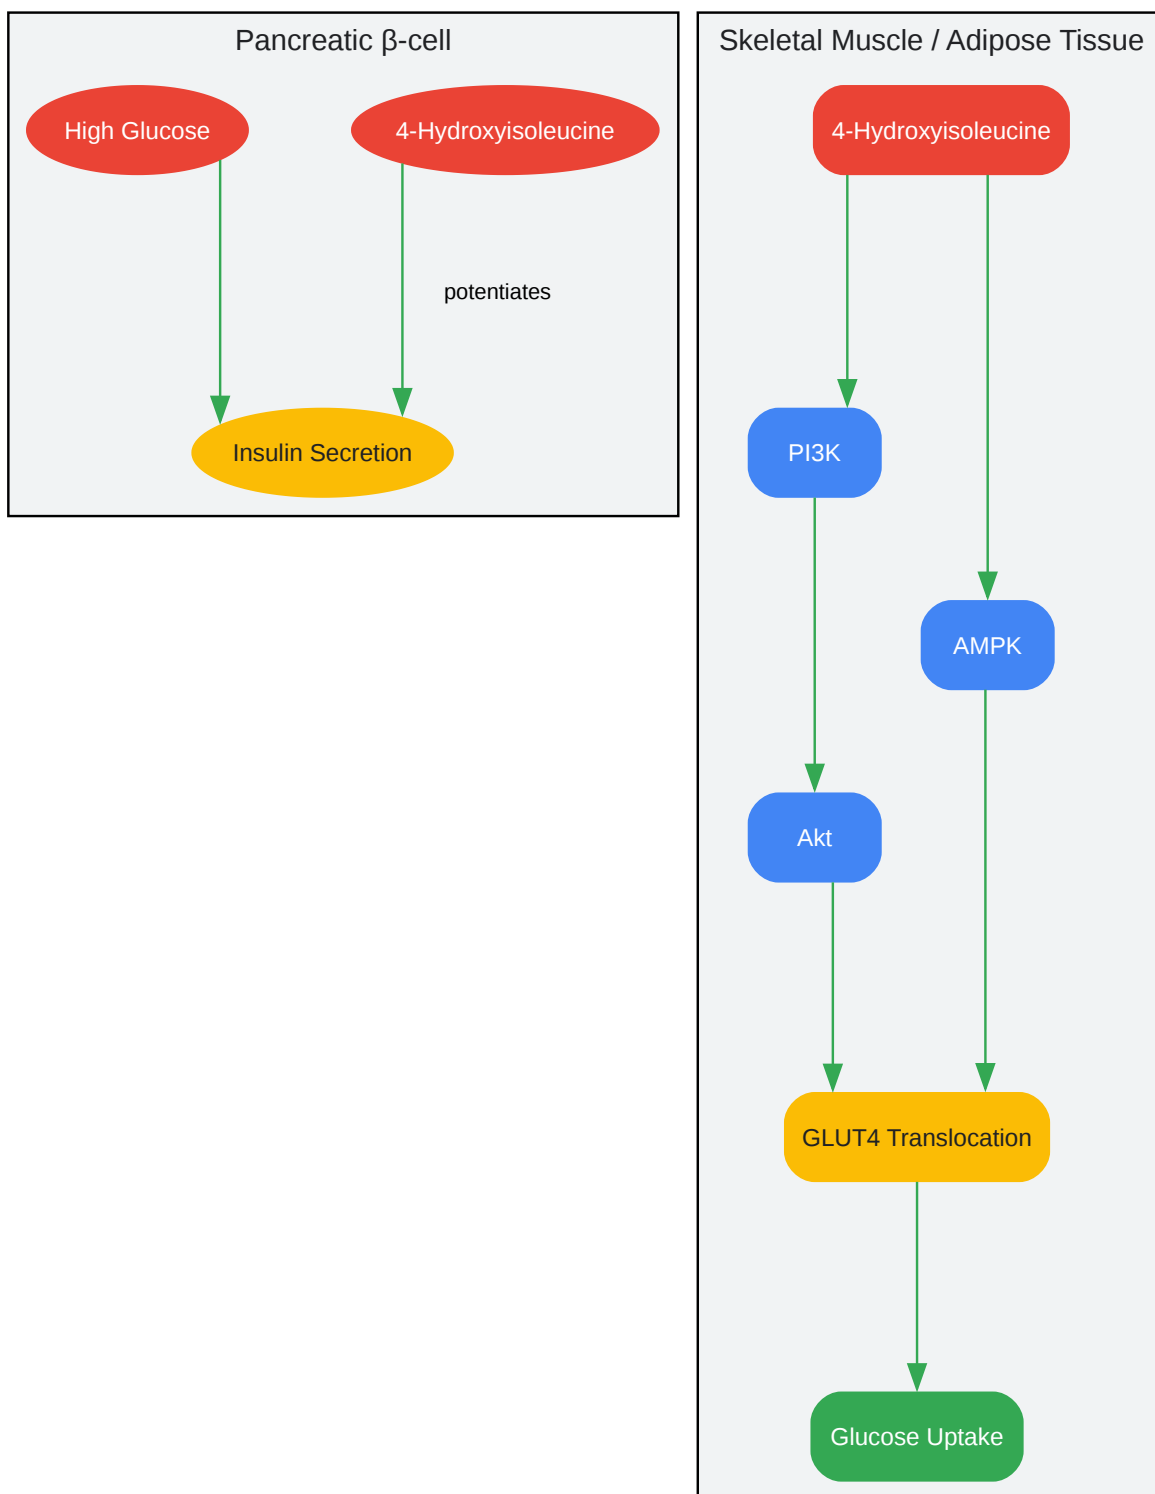 Pancreatic β-cell
High Glucose
4-Hydroxyisoleucine
potentiates
Insulin Secretion
Skeletal Muscle / Adipose Tissue
4-Hydroxyisoleucine
PI3K
AMPK
Akt
GLUT4 Translocation
Glucose Uptake